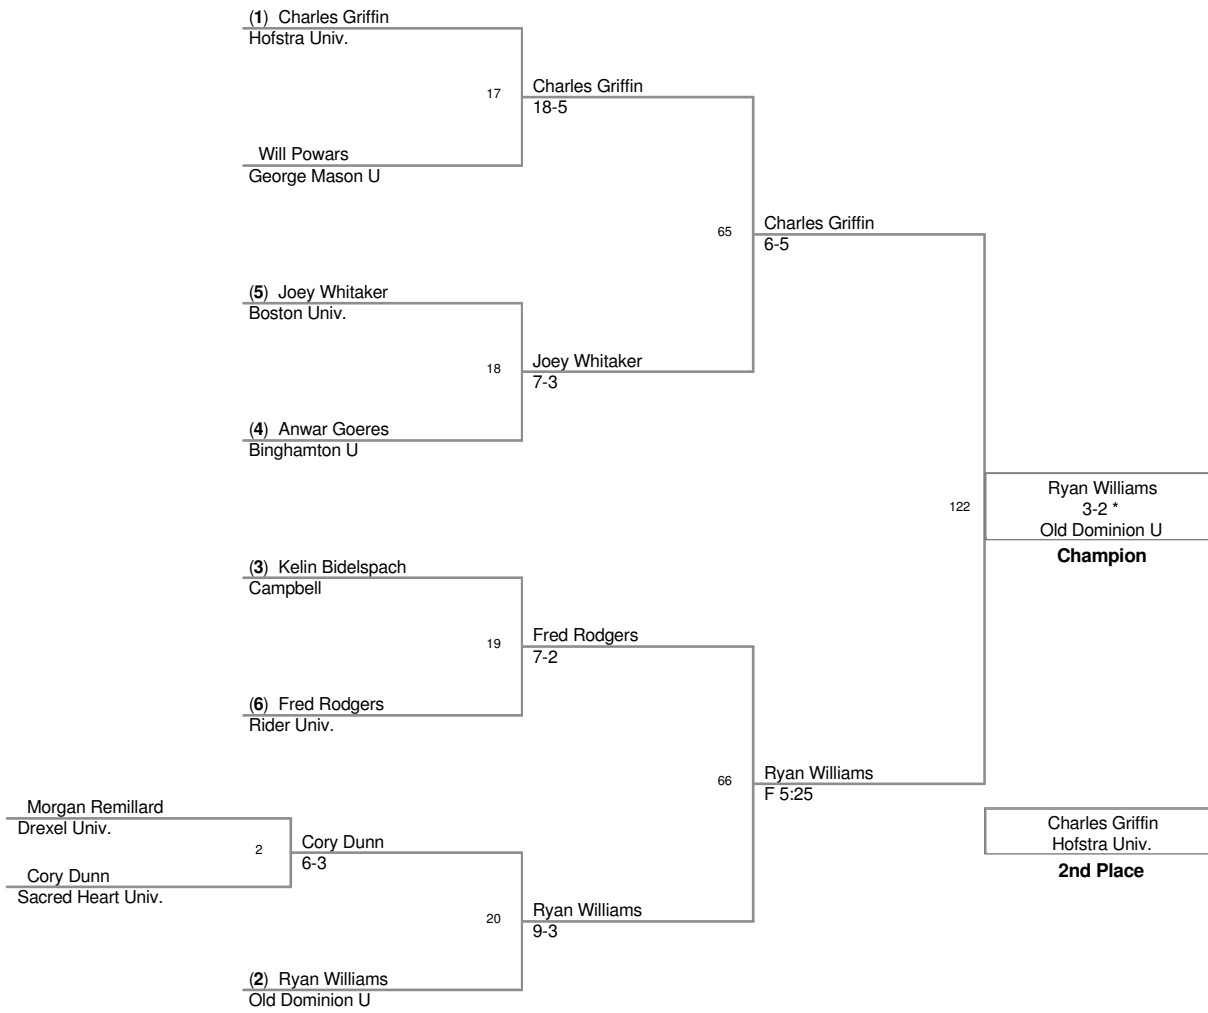 (1) Charles Griffin
Hofstra Univ.
17
Charles Griffin
18-5
Will Powars
George Mason U
65
Charles Griffin
6-5
(5) Joey Whitaker
Boston Univ.
18
Joey Whitaker
7-3
(4) Anwar Goeres
Binghamton U
122
Ryan Williams
3-2 *
Old Dominion U
Champion
(3) Kelin Bidelspach
Campbell
19
Fred Rodgers
7-2
(6) Fred Rodgers
Rider Univ.
66
Ryan Williams
F 5:25
Morgan Remillard
Drexel Univ.
2
Cory Dunn
6-3
Cory Dunn
Sacred Heart Univ.
20
Ryan Williams
9-3
(2) Ryan Williams
Old Dominion U
Charles Griffin
Hofstra Univ.
2nd Place